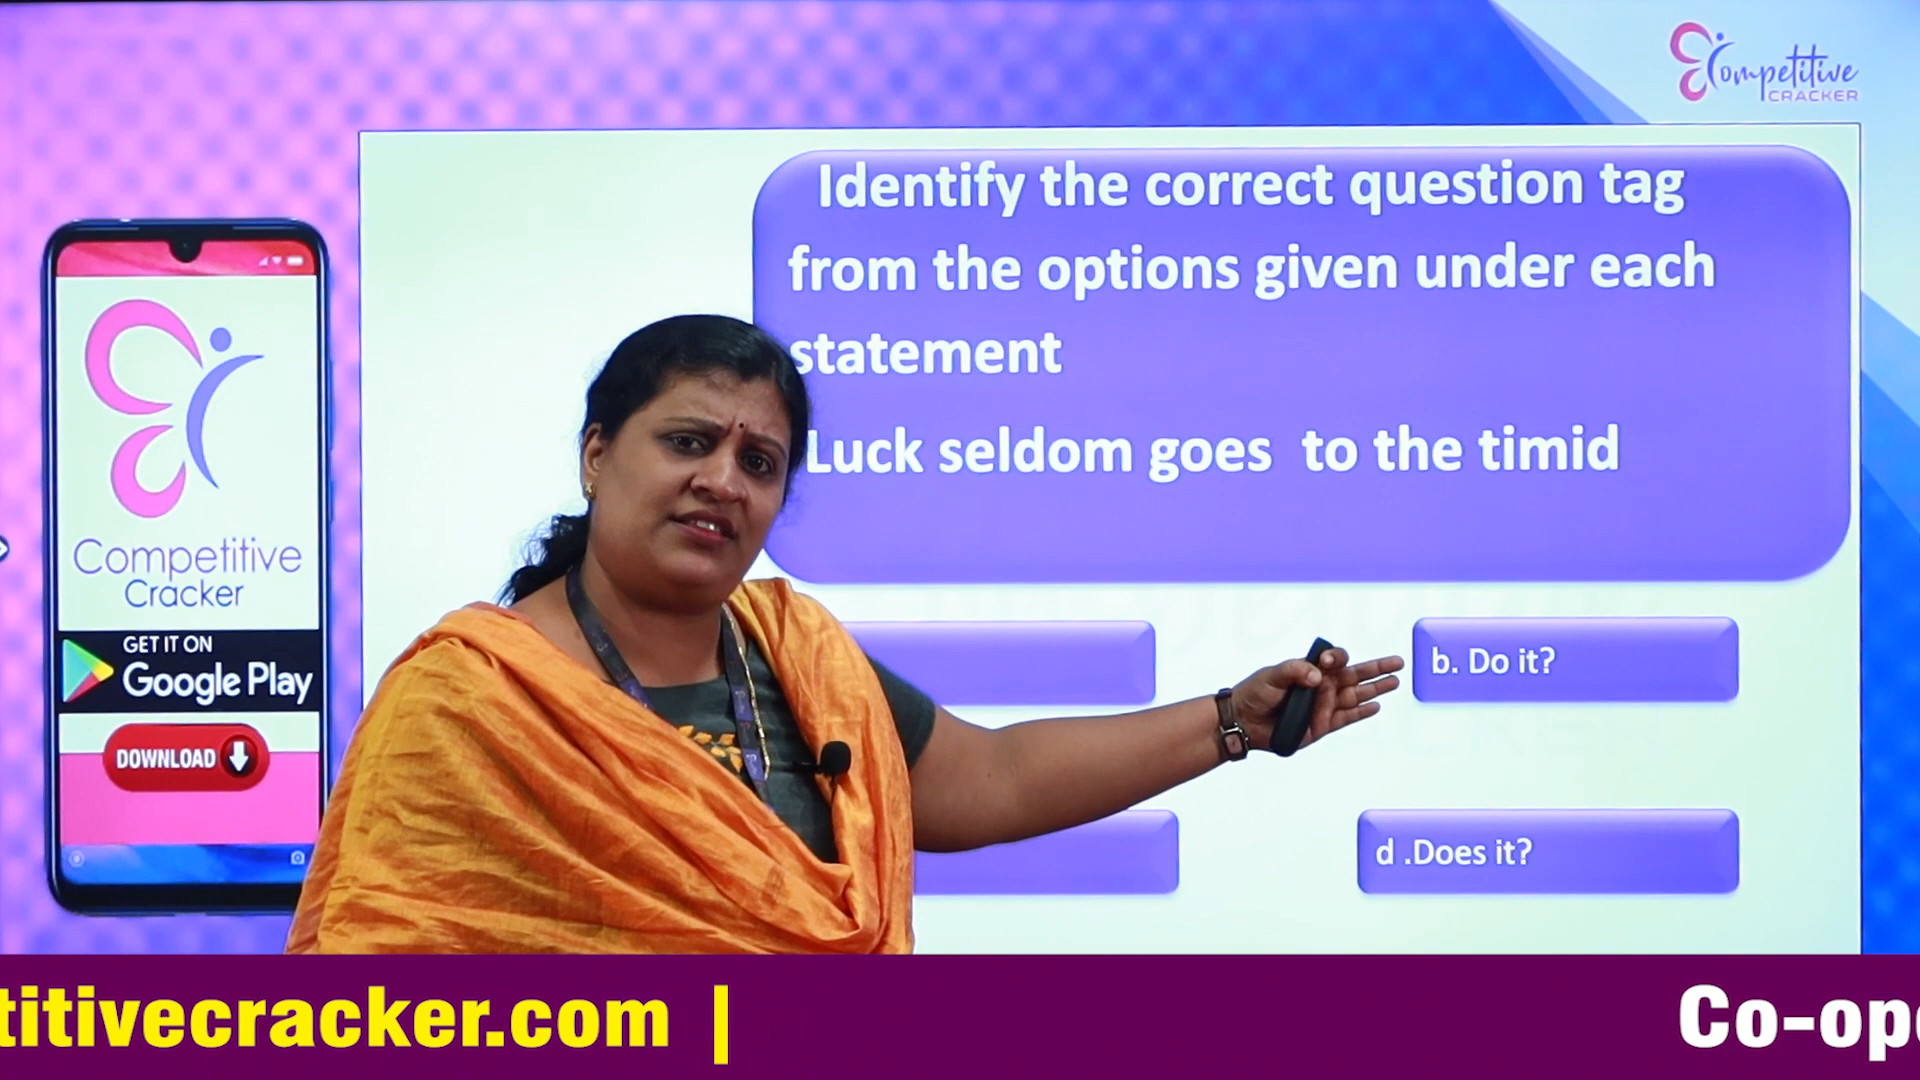 Competitive
CRACKER
Identify the correct question tag
from the options given under each
statement
Luck seldom goes to the timid
b. Do it?
d .Does it?
Competitive
Cracker
GET IT ON
Google Play
DOWNLOAD
titivecracker.com |
Co-ope